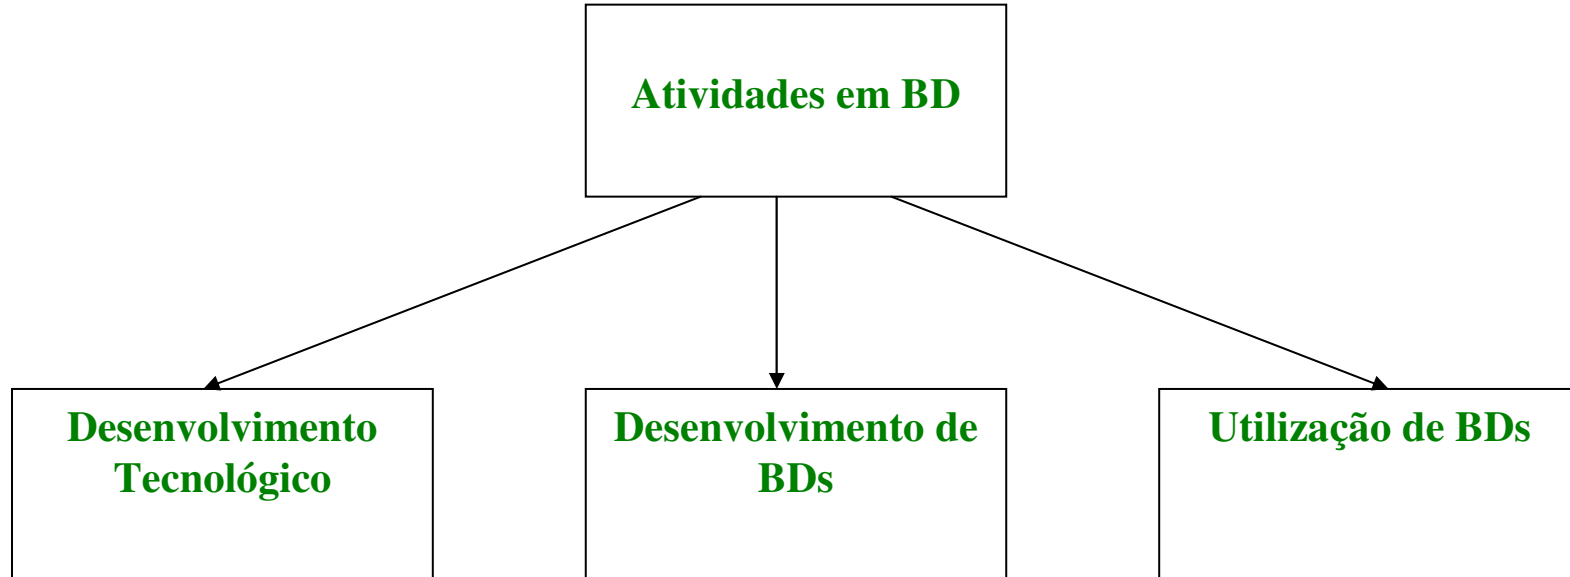 Atividades em BD
Desenvolvimento
Tecnológico
Desenvolvimento de
BDs
Utilização de BDs